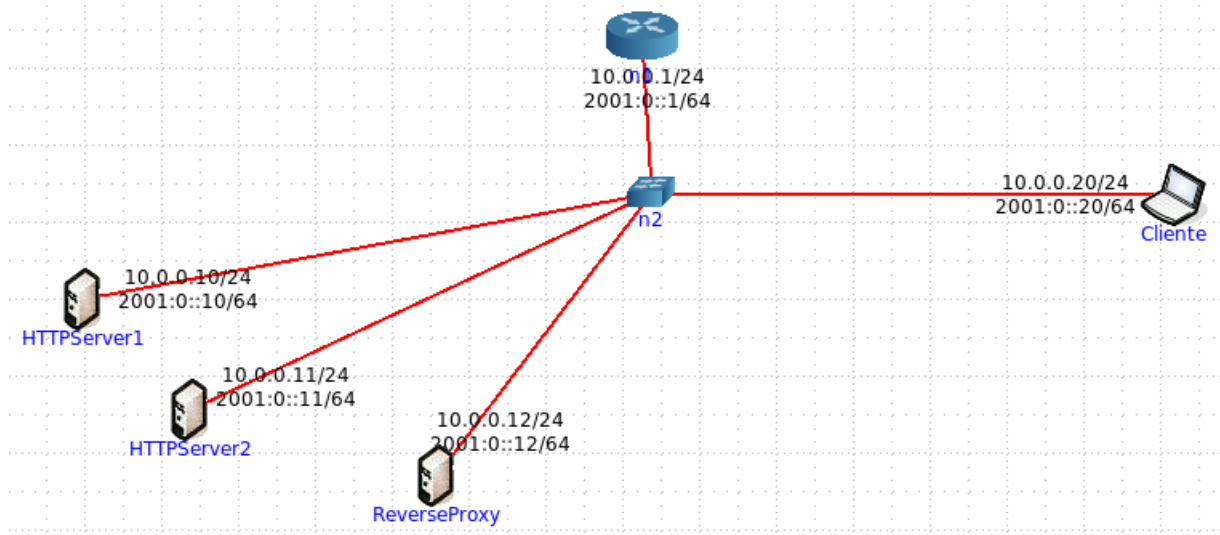 10.0.0.1/24
n1
2001:0::1/64
n2
10.0.0.20/24
2001:0::20/64
Cliente
10.0.0.10/24
2001:0::10/64
HTTPServer1
10.0.0.11/24
2001:0::11/64
HTTPServer2
10.0.0.12/24
2001:0::12/64
ReverseProxy